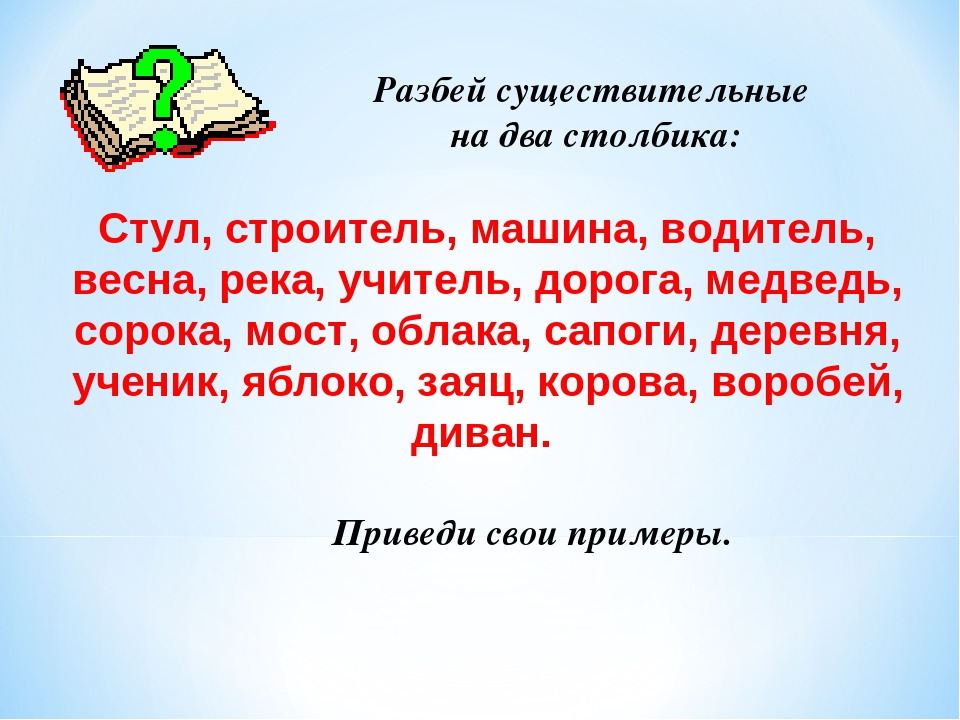 Разбей существительные
на два столбика:
Стул, строитель, машина, водитель,
весна, река, учитель, дорога, медведь,
сорока, мост, облака, сапоги, деревня,
ученик, яблоко, заяц, корова, воробей,
диван.
Приведи свои примеры.